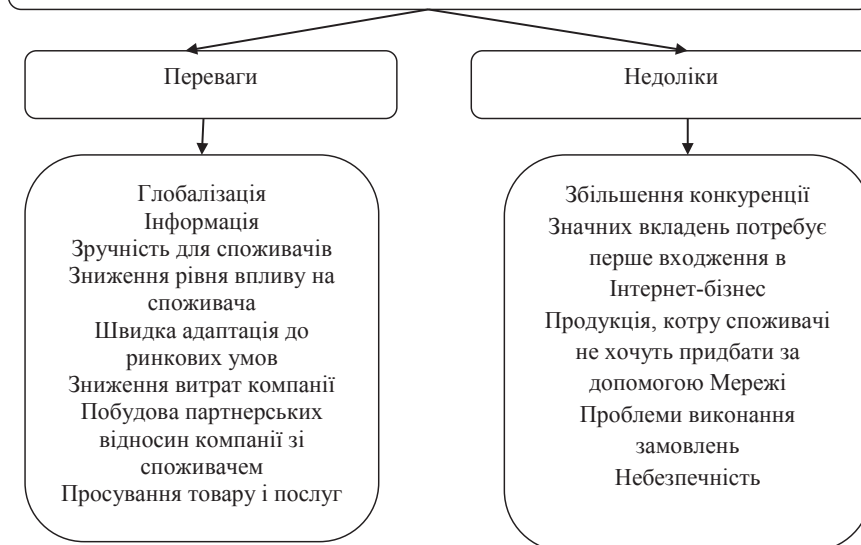 Переваги
Недоліки
Глобалізація
Інформація
Зручність для споживачів
Зниження рівня впливу на
споживача
Швидка адаптація до
ринкових умов
Зниження витрат компанії
Побудова партнерських
відносин компанії зі
споживачем
Просування товару і послуг
Збільшення конкуренції
Значних вкладень потребує
перше входження в
Інтернет-бізнес
Продукція, котру споживачі
не хочуть придбати за
допомогою Мережі
Проблеми виконання
замовлень
Небезпечність